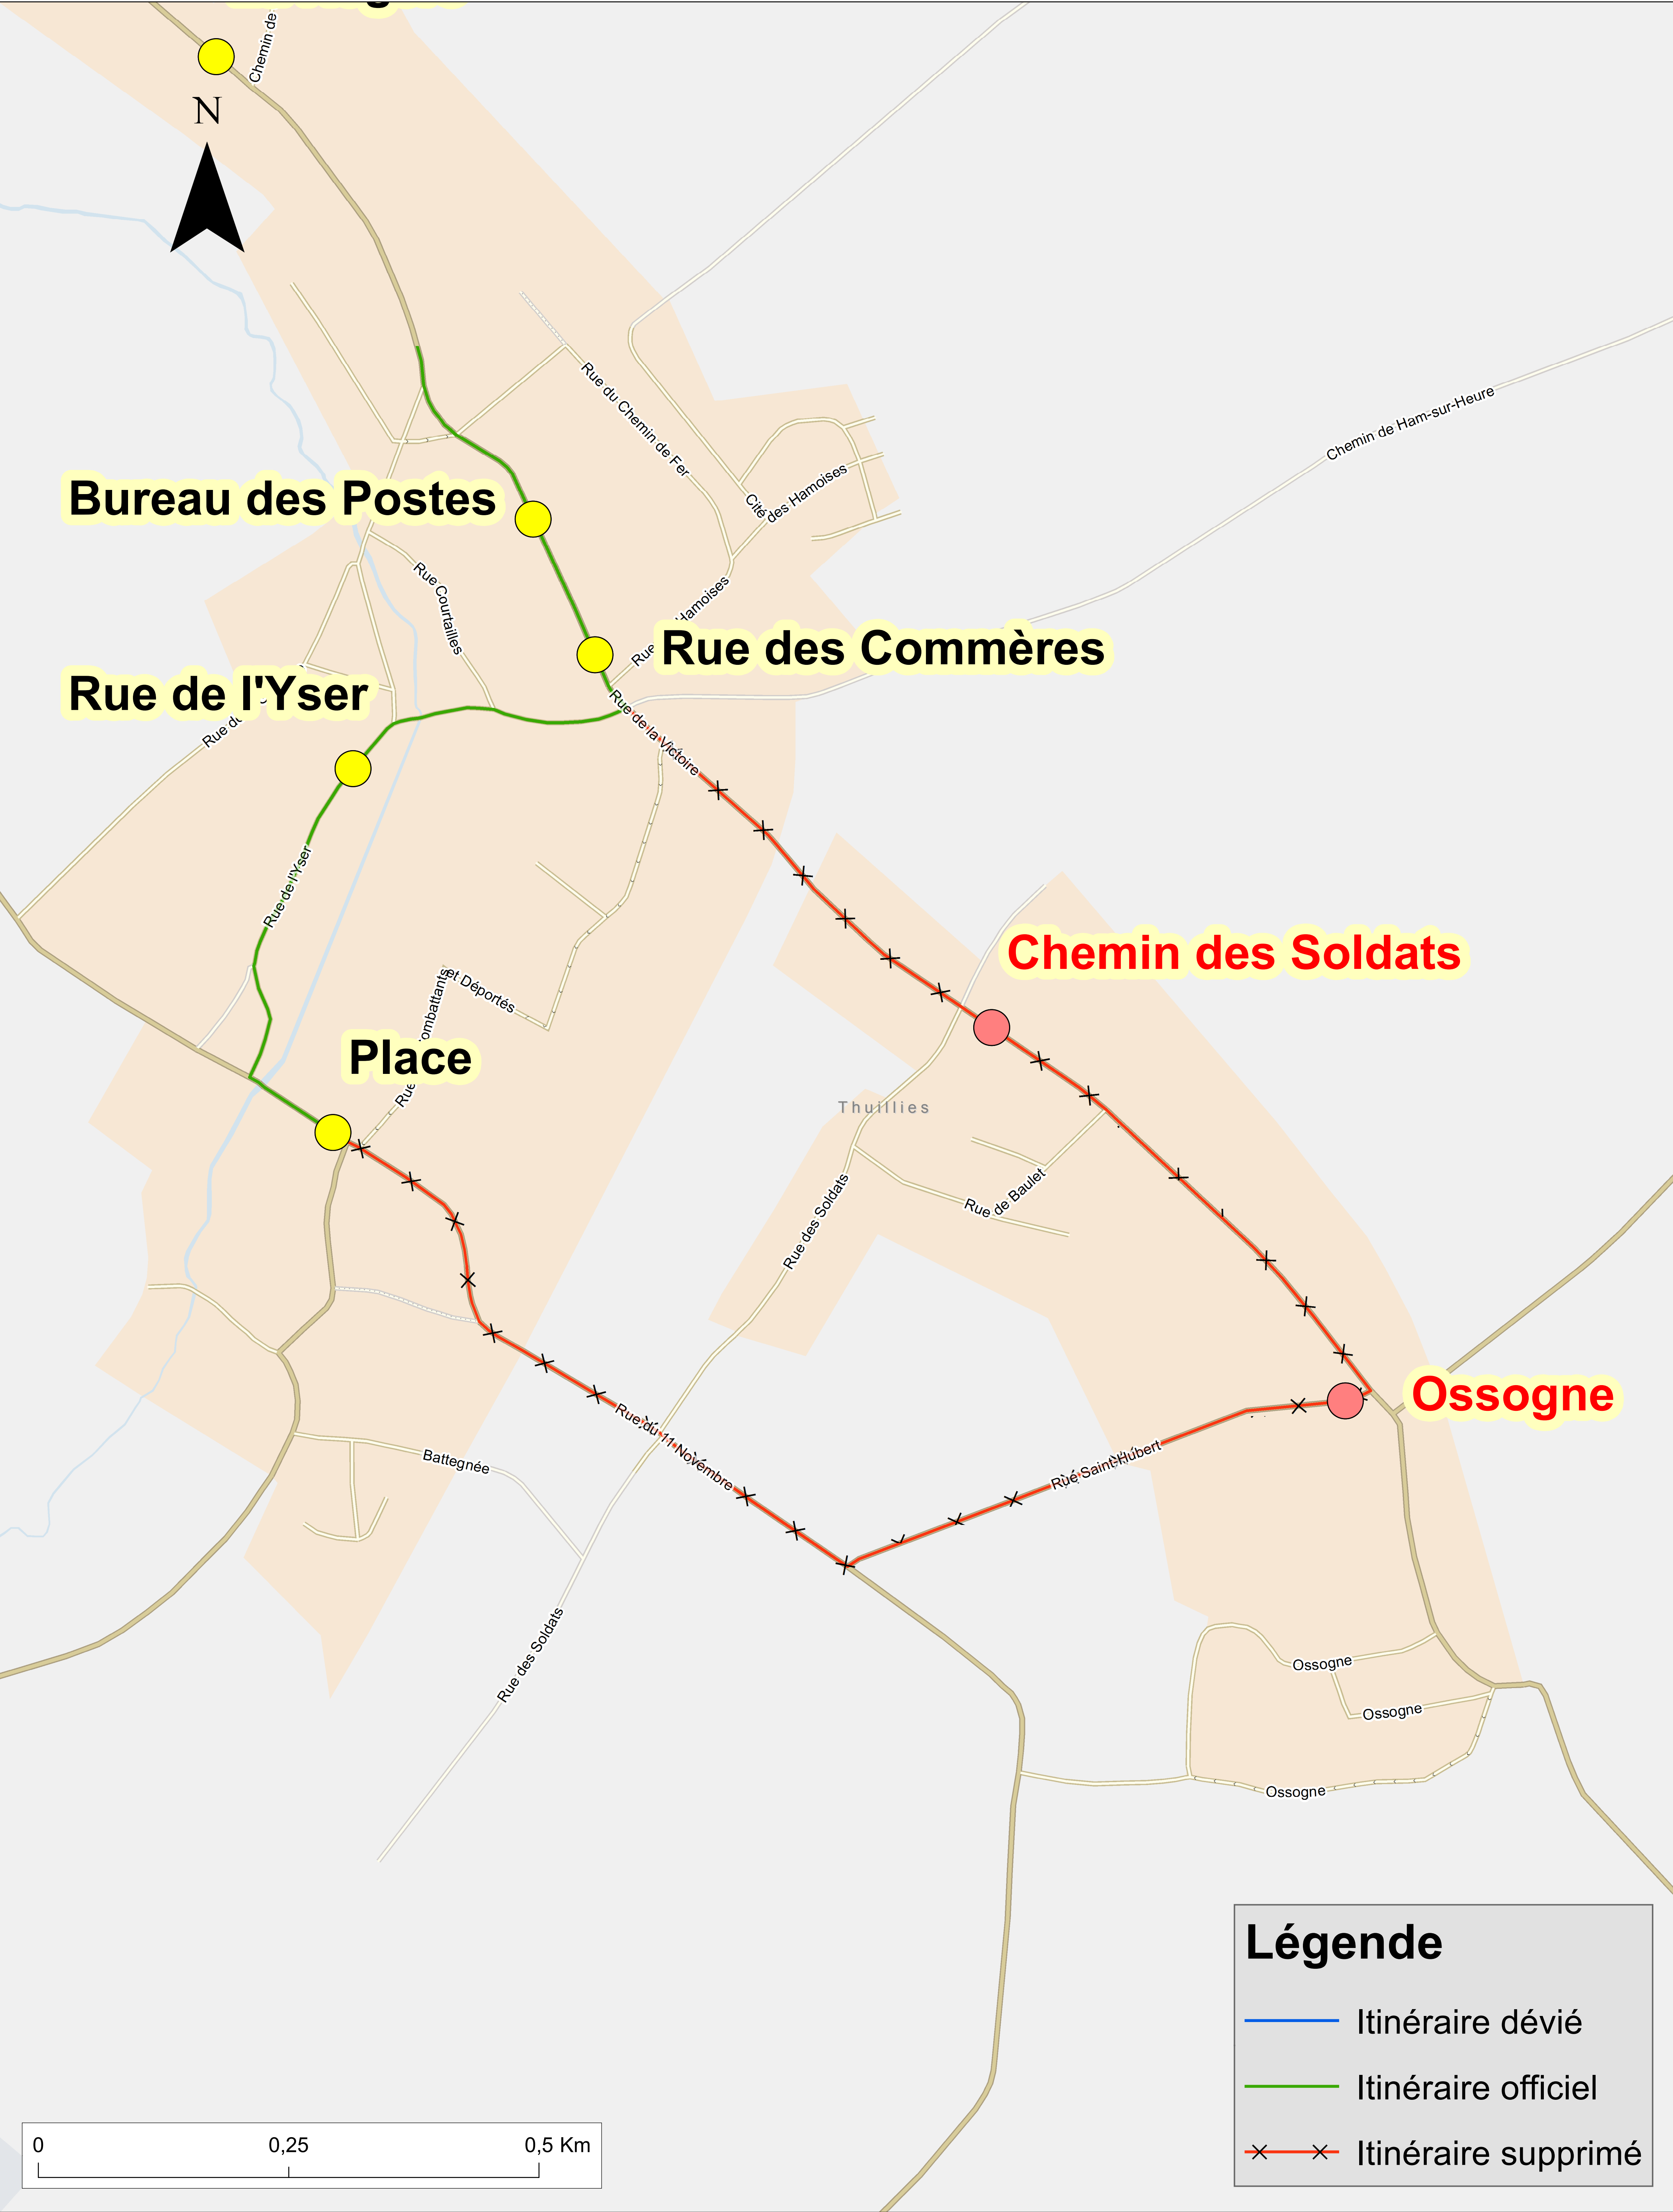 Chemin de
N
Rue du Chemin de Fer
Chemin de Ham-sur-Heure
Bureau des Postes
Cité
des Hamoises
Rue Courtailles
Hamoises
Rue
Rue des Commères
Rue de l'Yser
Rue de la Victoire
Rue de l'Yser
Chemin des Soldats
et Déportés
Place
Rue
Thuillies
Rue de Baulet
Rue des Soldats
Ossogne
Rue du 11 Novembre
Battegnée
Rue Saint-Hubert
Rue des Soldats
Ossogne
Ossogne
Ossogne
Légende
Itinéraire dévié
Itinéraire officiel
Itinéraire supprimé
0 0,25 0,5 Km